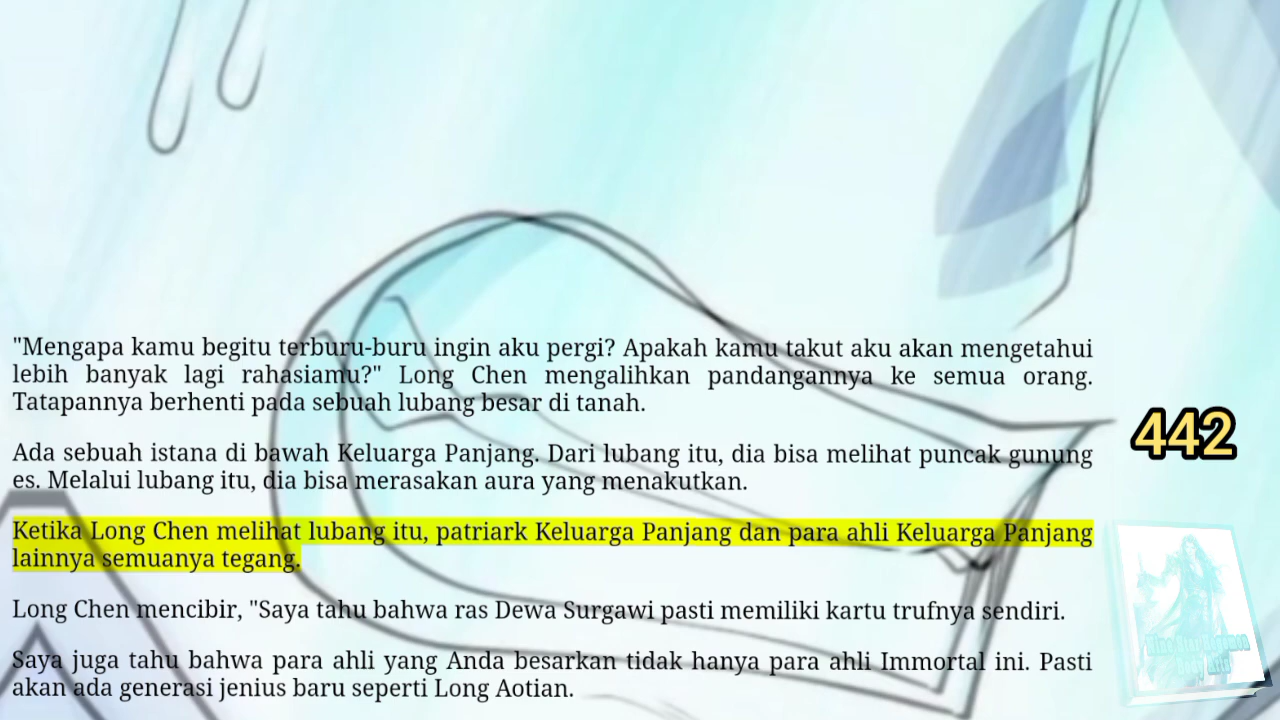 "Mengapa kamu begitu terburu-buru ingin aku pergi? Apakah kamu takut aku akan mengetahui
lebih banyak lagi rahasiamu?" Long Chen mengalihkan pandangannya ke semua orang.
Tatapannya berhenti pada sebuah lubang besar di tanah.
Ada sebuah istana di bawah Keluarga Panjang. Dari lubang itu, dia bisa melihat puncak gunung
es. Melalui lubang itu, dia bisa merasakan aura yang menakutkan.
Ketika Long Chen melihat lubang itu, patriark Keluarga Panjang dan para ahli Keluarga Panjang
lainnya semuanya tegang.
Long Chen mencibir, "Saya tahu bahwa ras Dewa Surgawi pasti memiliki kartu trufnya sendiri.
Saya juga tahu bahwa para ahli yang Anda besarkan tidak hanya para ahli Immortal ini. Pasti
akan ada generasi jenius baru seperti Long Aotian.
442
Nine Star Hegemon
Body Arts